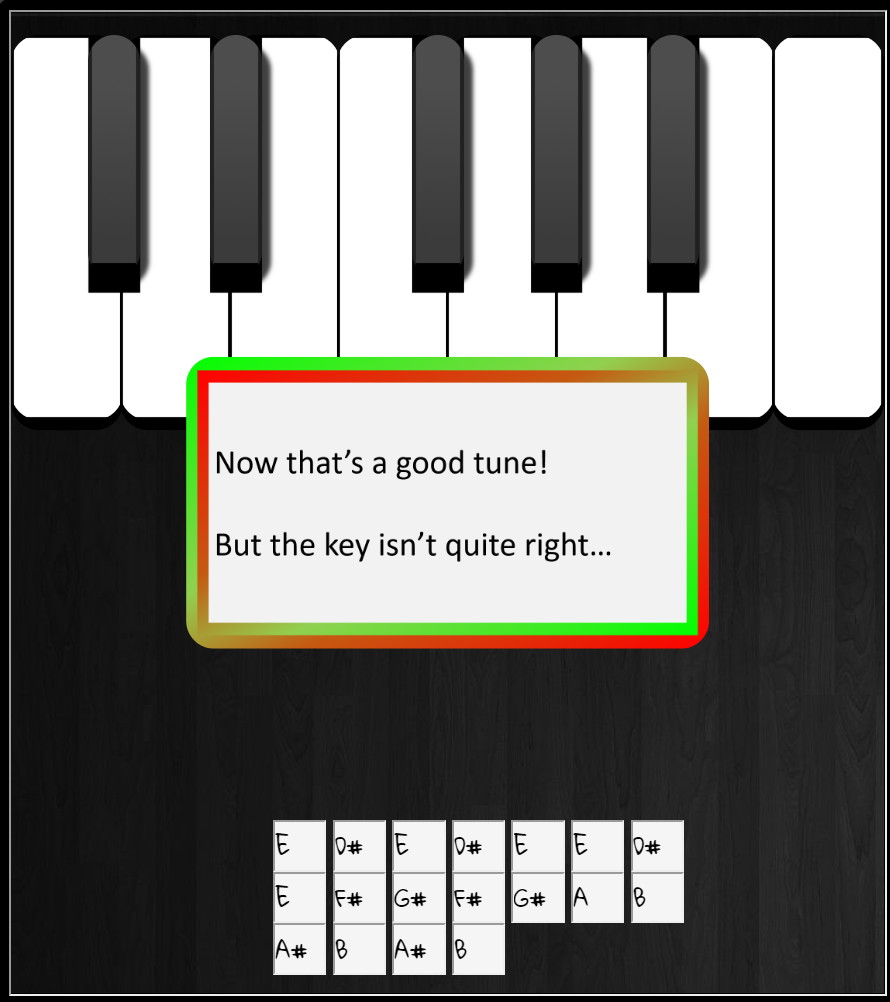 Now that’s a good tune!
But the key isn’t quite right...
E D# E D# E E D#
E F# G# F# G# A B
A# B A# B